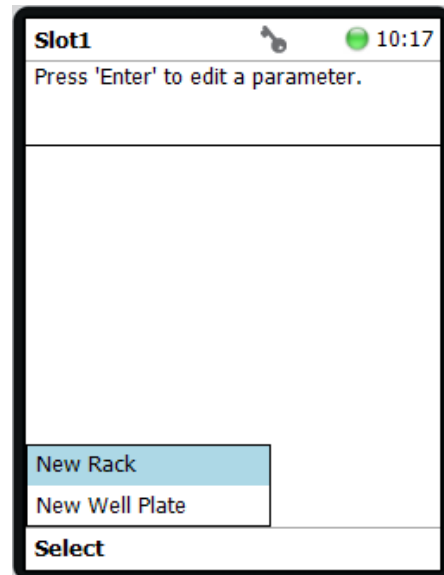 Slot1 10:17
Press 'Enter' to edit a parameter.
New Rack
New Well Plate
Select